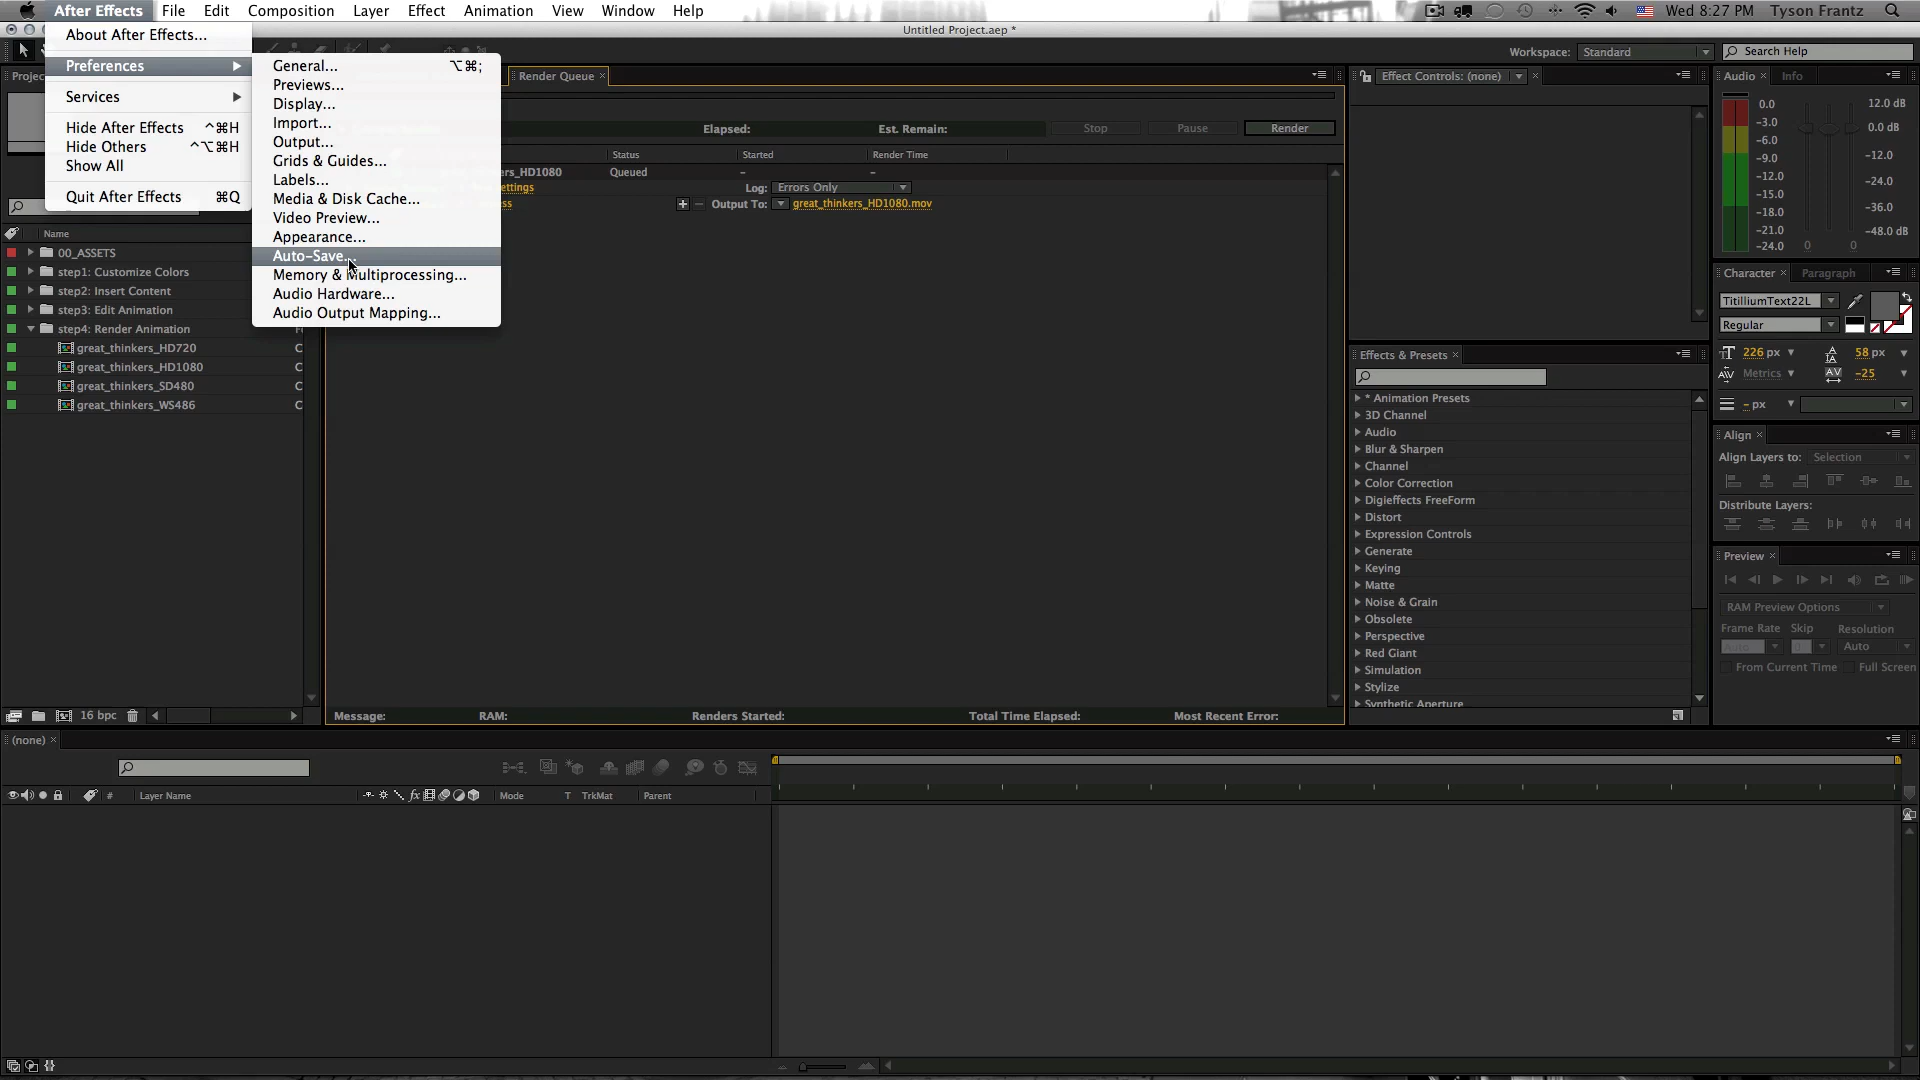 After Effects File Edit Composition Layer Effect Animation View Window Help Wed 8:27 PM Tyson Frantz
Untitled Project.aep *
About After Effects...
Preferences
Services
Hide After Effects ^⌘H
Hide Others ^⌥⌘H
Show All
Quit After Effects ⌘Q
General... ⌥⌘;
Previews...
Display...
Import...
Output...
Grids & Guides...
Labels...
Media & Disk Cache...
Video Preview...
Appearance...
Auto-Save...
Memory & Multiprocessing...
Audio Hardware...
Audio Output Mapping...
Workspace: Standard Search Help
Render Queue
Elapsed: Est. Remain: Stop Pause Render
Status Started Render Time
Queued - -
Log: Errors Only
Output To: great_thinkers_HD1080.mov
Name
00_ASSETS
step1: Customize Colors
step2: Insert Content
step3: Edit Animation
step4: Render Animation
great_thinkers_HD720
great_thinkers_HD1080
great_thinkers_SD480
great_thinkers_WS486
16 bpc
Message: RAM: Renders Started: Total Time Elapsed: Most Recent Error:
Effect Controls: (none)
Effects & Presets
* Animation Presets
3D Channel
Audio
Blur & Sharpen
Channel
Color Correction
Digieffects FreeForm
Distort
Expression Controls
Generate
Keying
Matte
Noise & Grain
Obsolete
Perspective
Red Giant
Simulation
Stylize
Synthetic Aperture
Audio Info
0.0
-3.0
-6.0
-9.0
-12.0
-15.0
-18.0
-21.0
-24.0
0 0
12.0 dB
0.0 dB
-12.0
-24.0
-36.0
-48.0 dB
Character Paragraph
TitilliumText22L
Regular
226 px 58 px
Metrics -25
- px
Align
Align Layers to: Selection
Distribute Layers:
Preview
RAM Preview Options
Frame Rate Skip Resolution
Auto Auto
From Current Time Full Screen
(none)
# Layer Name Mode T TrkMat Parent